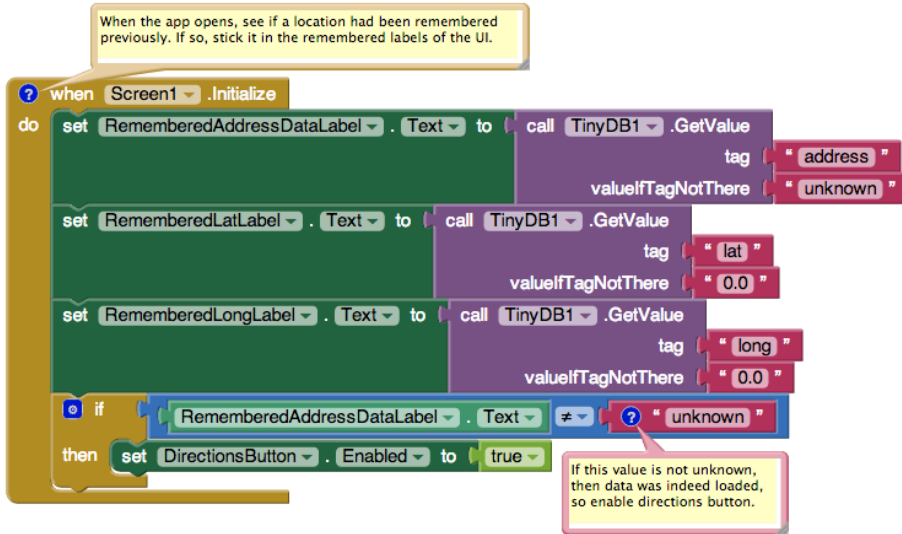 When the app opens, see if a location had been remembered
previously. If so, stick it in the remembered labels of the UI.
? when Screen1 .Initialize
do set RememberedAddressDataLabel . Text to call TinyDB1 .GetValue
tag " address "
valueIfTagNotThere " unknown "
set RememberedLatLabel . Text to call TinyDB1 .GetValue
tag " lat "
valueIfTagNotThere " 0.0 "
set RememberedLongLabel . Text to call TinyDB1 .GetValue
tag " long "
valueIfTagNotThere " 0.0 "
if RememberedAddressDataLabel . Text ≠ ? " unknown "
then set DirectionsButton . Enabled to true
If this value is not unknown,
then data was indeed loaded,
so enable directions button.